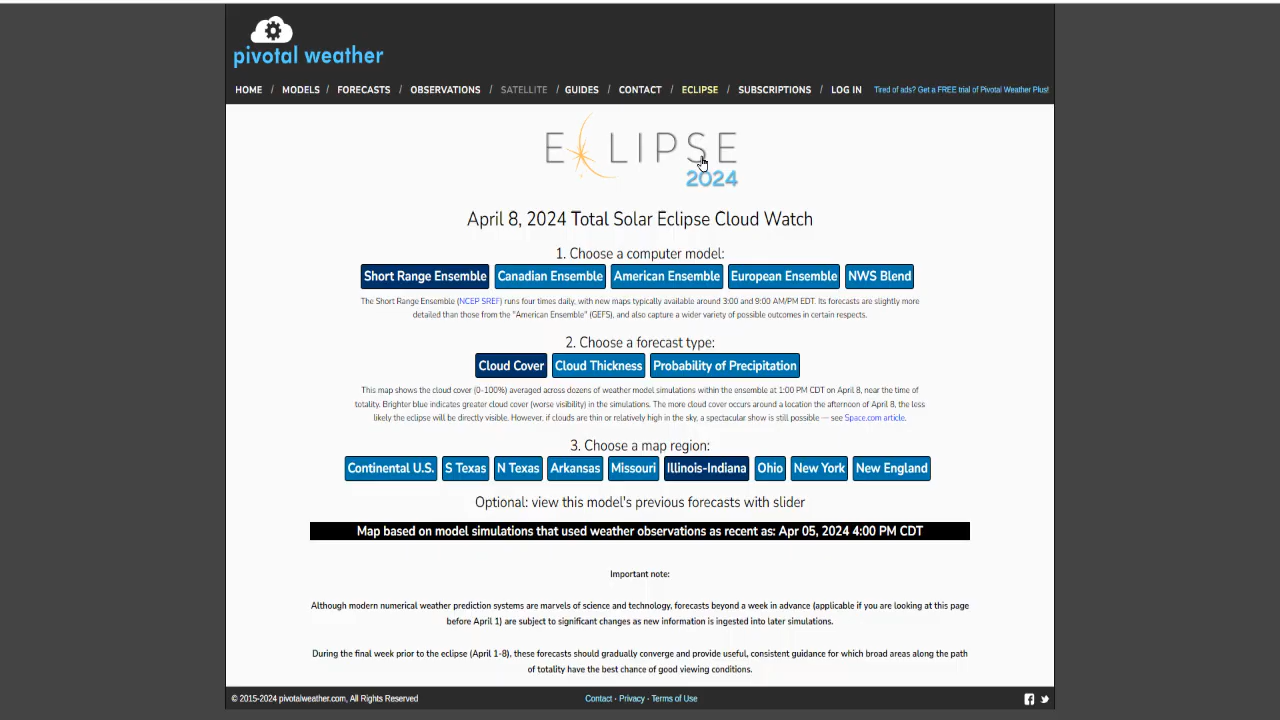 pivotal weather
HOME / MODELS / FORECASTS / OBSERVATIONS / SATELLITE / GUIDES / CONTACT / ECLIPSE / SUBSCRIPTIONS / LOG IN Tired of ads? Get a FREE trial of Pivotal Weather Plus!
ECLIPSE
2024
April 8, 2024 Total Solar Eclipse Cloud Watch
1. Choose a computer model:
Short Range Ensemble Canadian Ensemble American Ensemble European Ensemble NWS Blend
The Short Range Ensemble (NCEP SREF) runs four times daily, with new maps typically available around 3:00 and 9:00 AM/PM EDT. Its forecasts are slightly more
detailed than those from the "American Ensemble" (GEFS), and also capture a wider variety of possible outcomes in certain respects.
2. Choose a forecast type:
Cloud Cover Cloud Thickness Probability of Precipitation
This map shows the cloud cover (0-100%) averaged across dozens of weather model simulations within the ensemble at 1:00 PM CDT on April 8, near the time of
totality. Brighter blue indicates greater cloud cover (worse visibility) in the simulations. The more cloud cover occurs around a location the afternoon of April 8, the less
likely the eclipse will be directly visible. However, if clouds are thin or relatively high in the sky, a spectacular show is still possible — see Space.com article.
3. Choose a map region:
Continental U.S. S Texas N Texas Arkansas Missouri Illinois-Indiana Ohio New York New England
Optional: view this model's previous forecasts with slider
Map based on model simulations that used weather observations as recent as: Apr 05, 2024 4:00 PM CDT
Important note:
Although modern numerical weather prediction systems are marvels of science and technology, forecasts beyond a week in advance (applicable if you are looking at this page
before April 1) are subject to significant changes as new information is ingested into later simulations.
During the final week prior to the eclipse (April 1-8), these forecasts should gradually converge and provide useful, consistent guidance for which broad areas along the path
of totality have the best chance of good viewing conditions.
© 2015-2024 pivotalweather.com, All Rights Reserved Contact - Privacy - Terms of Use